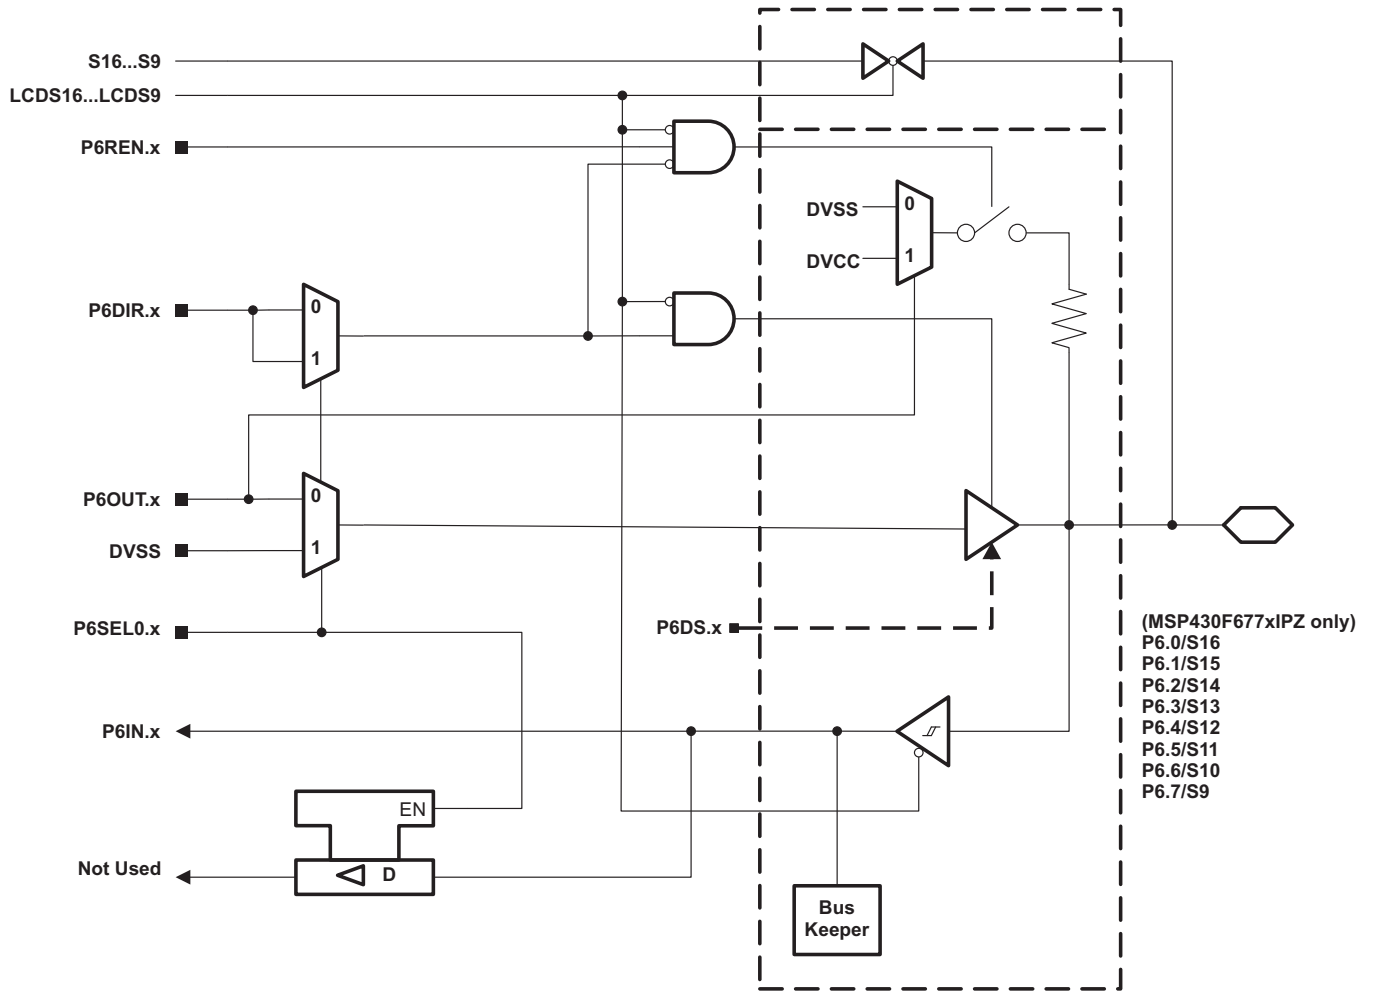 S16...S9
LCDS16...LCDS9
P6REN.x
DVSS
0
DVCC
1
P6DIR.x
0
1
P6OUT.x
0
DVSS
1
P6SEL0.x
P6DS.x
(MSP430F677xIPZ only)
P6.0/S16
P6.1/S15
P6.2/S14
P6.3/S13
P6.4/S12
P6.5/S11
P6.6/S10
P6.7/S9
P6IN.x
EN
Not Used
D
Bus
Keeper